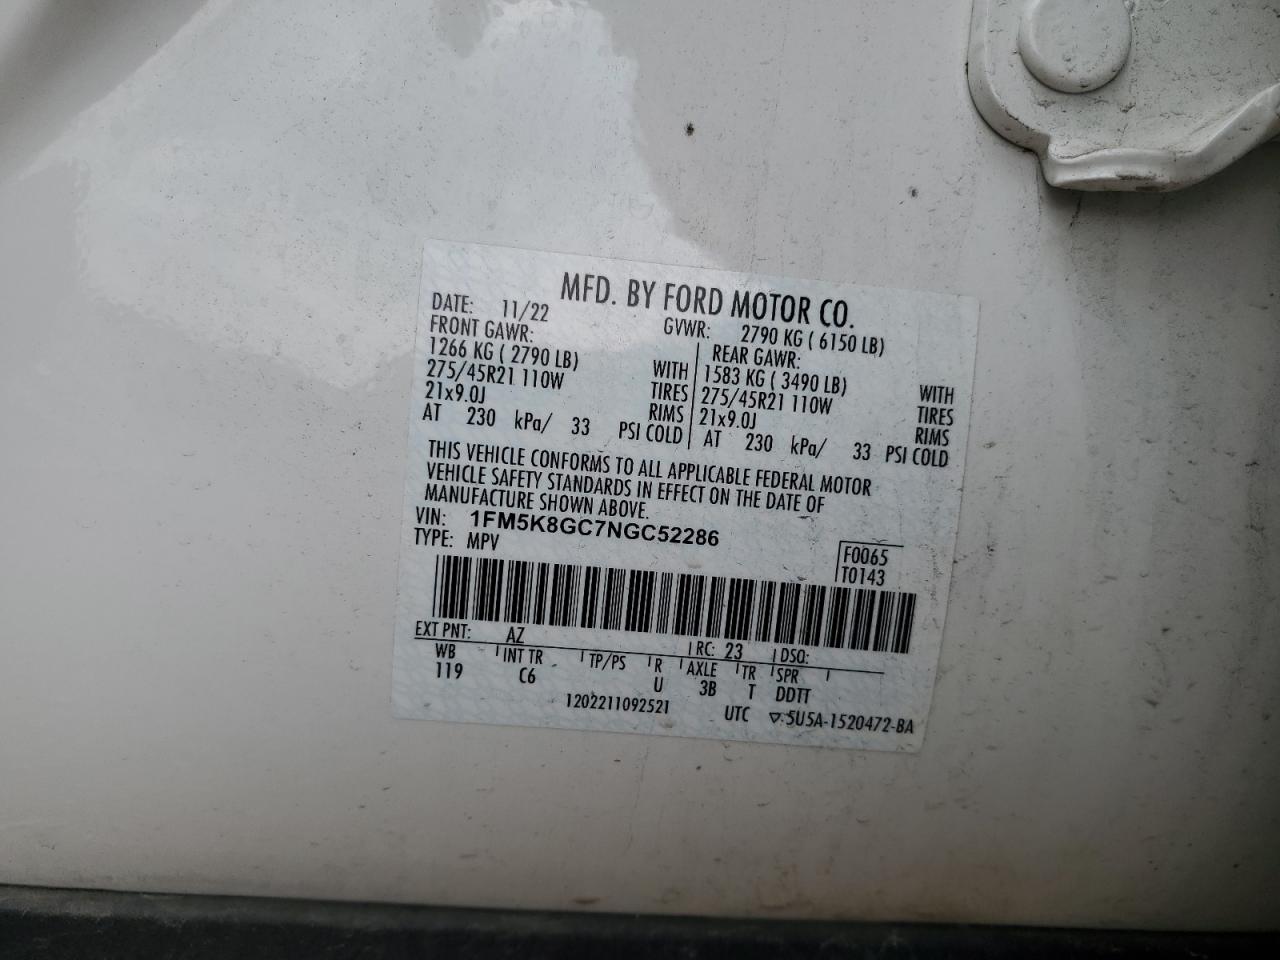 MFD. BY FORD MOTOR CO.
DATE: 11/22 GVWR: 2790 KG ( 6150 LB)
FRONT GAWR: REAR GAWR:
1266 KG ( 2790 LB) WITH 1583 KG ( 3490 LB) WITH
275/45R21 110W TIRES 275/45R21 110W TIRES
21x9.0J RIMS 21x9.0J RIMS
AT 230 kPa/ 33 PSI COLD AT 230 kPa/ 33 PSI COLD
THIS VEHICLE CONFORMS TO ALL APPLICABLE FEDERAL MOTOR
VEHICLE SAFETY STANDARDS IN EFFECT ON THE DATE OF
MANUFACTURE SHOWN ABOVE.
VIN: 1FM5K8GC7NGC52286
TYPE: MPV
F0065
T0143
EXT PNT: AZ RC: 23 DSO:
WB INT TR TP/PS R AXLE TR SPR
119 C6 U 3B T DDTT
1202211092521 UTC ▽ 5U5A-1520472-BA